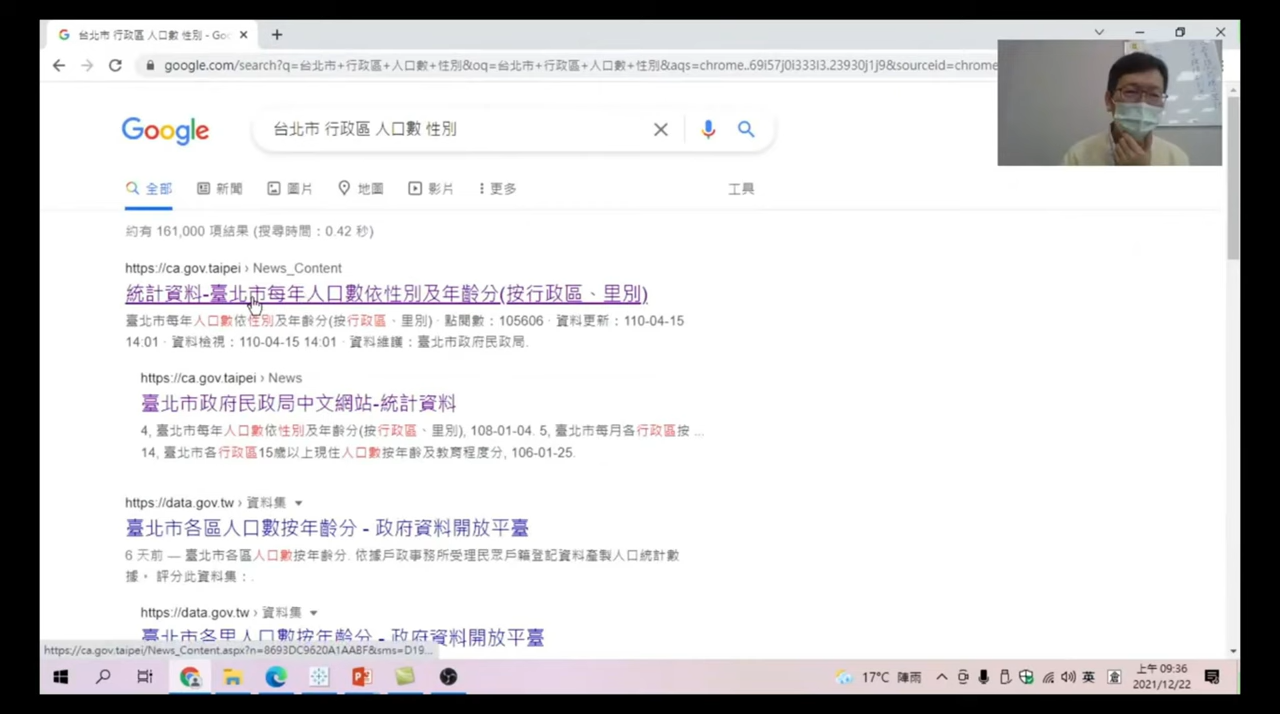 台北市 行政區 人口數 性別 - Goo
google.com/search?q=台北市+行政區+人口數+性別&oq=台北市+行政區+人口數+性別&aqs=chrome..69i57j0i333l3.23930j1j9&sourceid=chrome
Google
台北市 行政區 人口數 性別
全部 新聞 圖片 地圖 影片 更多 工具
約有 161,000 項結果 (搜尋時間：0.42 秒)
https://ca.gov.taipei › News_Content
統計資料-臺北市每年人口數依性別及年齡分(按行政區、里別)
臺北市每年人口數依性別及年齡分(按行政區、里別) · 點閱數：105606 · 資料更新：110-04-15
14:01 · 資料檢視：110-04-15 14:01 · 資料維護：臺北市政府民政局.
https://ca.gov.taipei › News
臺北市政府民政局中文網站-統計資料
4, 臺北市每年人口數依性別及年齡分(按行政區、里別), 108-01-04. 5, 臺北市每月各行政區按 ...
14, 臺北市各行政區15歲以上現住人口數按年齡及教育程度分, 106-01-25.
https://data.gov.tw › 資料集
臺北市各區人口數按年齡分 - 政府資料開放平臺
6 天前 — 臺北市各區人口數按年齡分. 依據戶政事務所受理民眾戶籍登記資料產製人口統計數
據。 評分此資料集：.
https://data.gov.tw › 資料集
臺北市各里人口數按年齡分 - 政府資料開放平臺
https://ca.gov.taipei/News_Content.aspx?n=8693DC9620A1AABF&sms=D19...
17°C 陣雨 英 倉 上午 09:36
2021/12/22